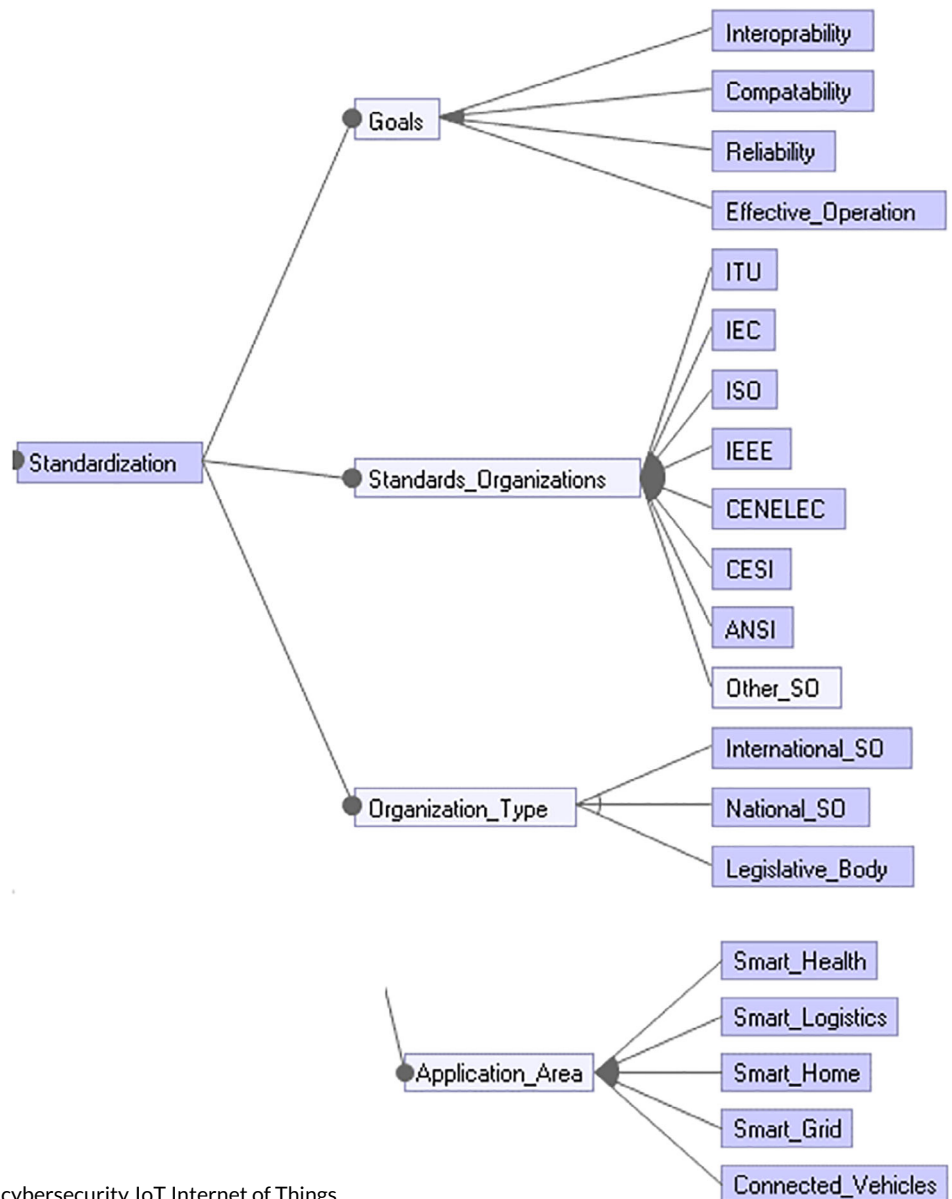 Interoprability
Compatability
Goals
Reliability
Effective_Operation
ITU
IEC
ISO
IEEE
Standardization
Standards_Organizations
CENELEC
CESI
ANSI
Other_SO
International_SO
Organization_Type
National_SO
Legislative_Body
Smart_Health
Smart_Logistics
Application_Area
Smart_Home
Smart_Grid
Connected_Vehicles
cybersecurity IoT Internet of Things